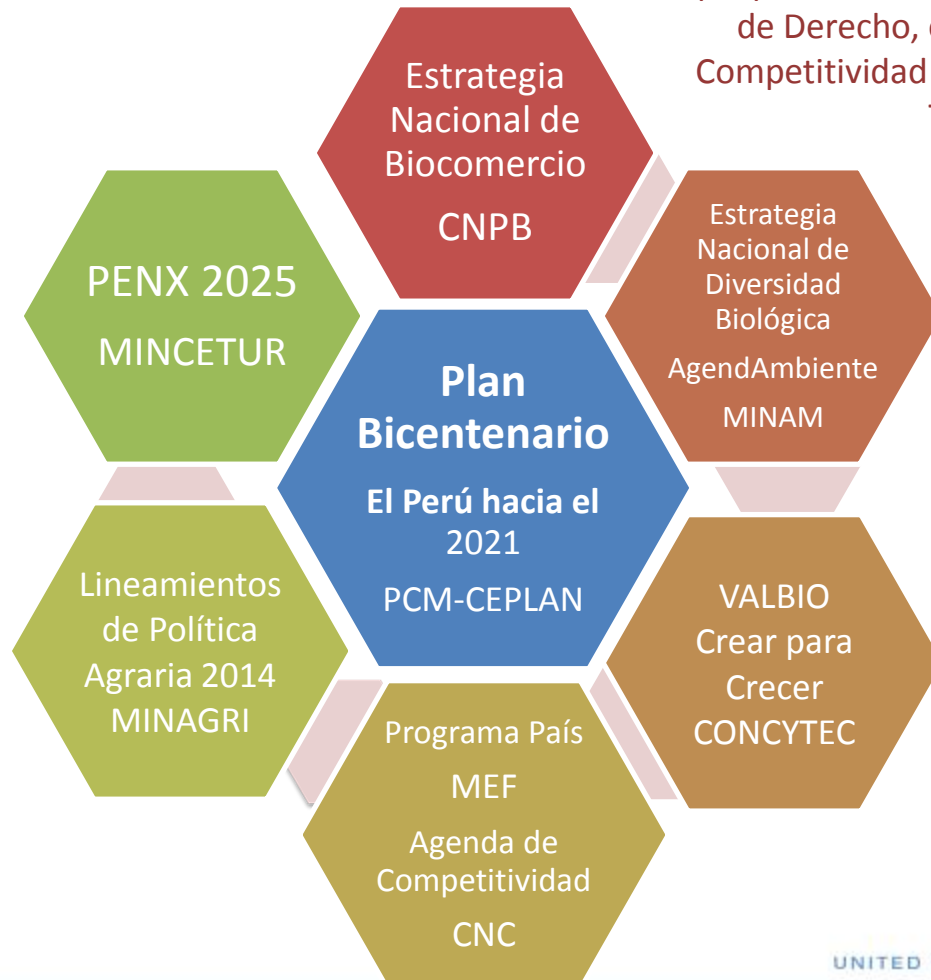 de Derecho,
Competitividad
Estrategia
Nacional de
Biocomercio
CNPB
Estrategia
Nacional de
Diversidad
Biológica
AgendAmbiente
MINAM
PENX 2025
MINCETUR
Plan
Bicentenario
El Perú hacia el
2021
PCM-CEPLAN
VALBIO
Crear para
Crecer
CONCYTEC
Lineamientos
de Política
Agraria 2014
MINAGRI
Programa País
MEF
Agenda de
Competitividad
CNC
UNITED